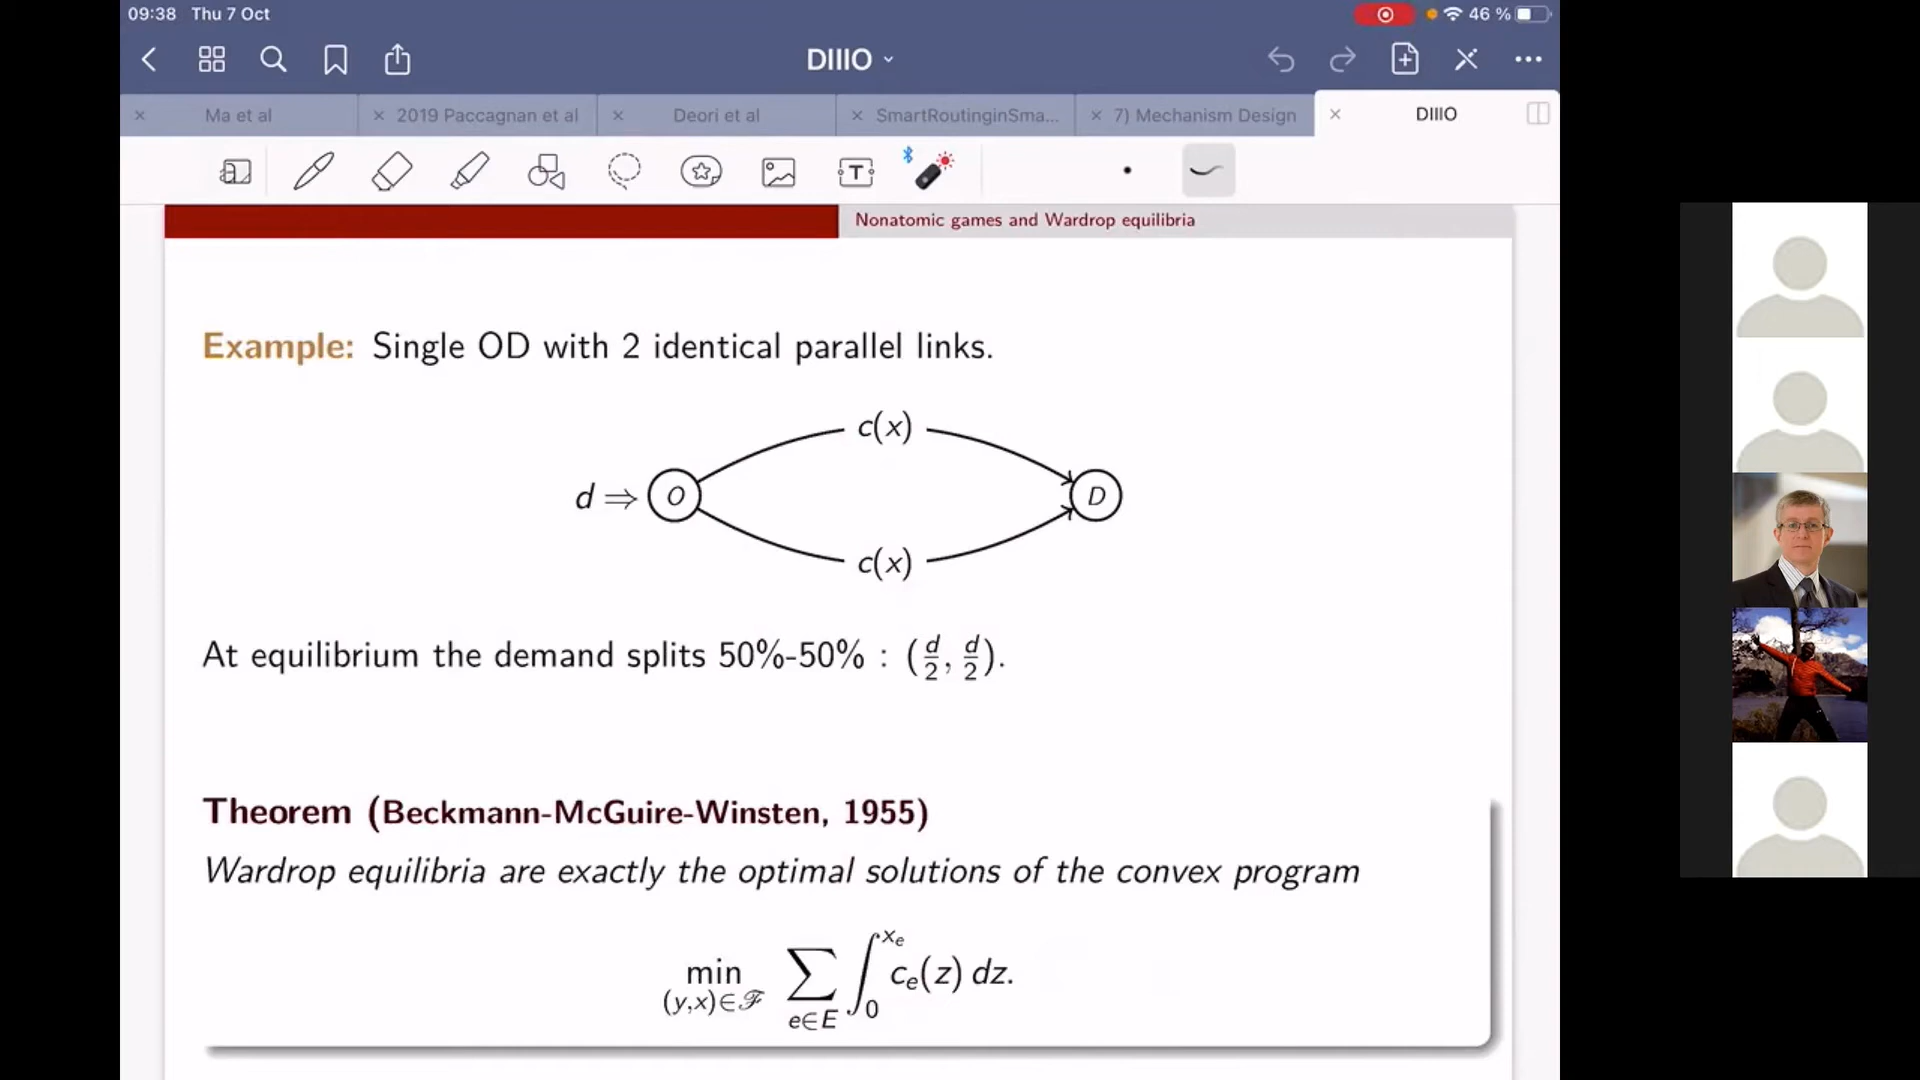 09:38 Thu 7 Oct
46 %
DIIIO
Ma et al
2019 Paccagnan et al
Deori et al
SmartRoutinginSma...
7) Mechanism Design
DIIIO
Nonatomic games and Wardrop equilibria
Example: Single OD with 2 identical parallel links.
c(x)
d ⇒ O D
c(x)
At equilibrium the demand splits 50%-50% : (d/2, d/2).
Theorem (Beckmann-McGuire-Winsten, 1955)
Wardrop equilibria are exactly the optimal solutions of the convex program
min_{(y,x)∈ℱ} ∑_{e∈E} ∫_0^{x_e} c_e(z) dz.